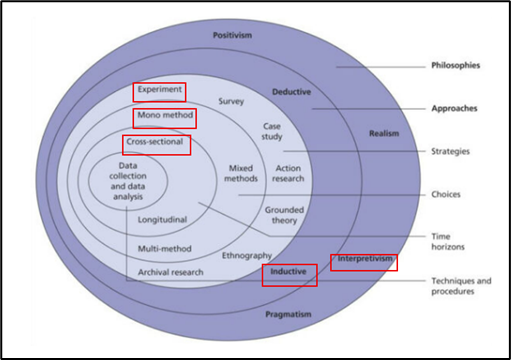 Positivism
Philosophies
Experiment
Deductive
Survey
Approaches
Mono method
Case
study
Realism
Cross-sectional
Strategies
Data
collection
and data
analysis
Mixed
methods
Action
research
Choices
Longitudinal
Grounded
theory
Time
horizons
Multi-method
Ethnography
Interpretivism
Archival research
Inductive
Techniques and
procedures
Pragmatism